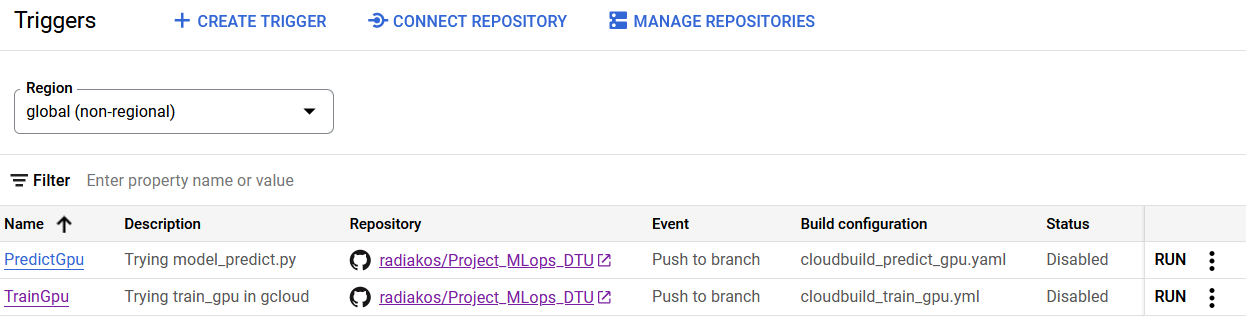 Triggers CREATE TRIGGER CONNECT REPOSITORY MANAGE REPOSITORIES
Region
global (non-regional)
Filter Enter property name or value
Name Description Repository Event Build configuration Status
PredictGpu Trying model_predict.py radiakos/Project_MLops_DTU Push to branch cloudbuild_predict_gpu.yaml Disabled RUN
TrainGpu Trying train_gpu in gcloud radiakos/Project_MLops_DTU Push to branch cloudbuild_train_gpu.yml Disabled RUN